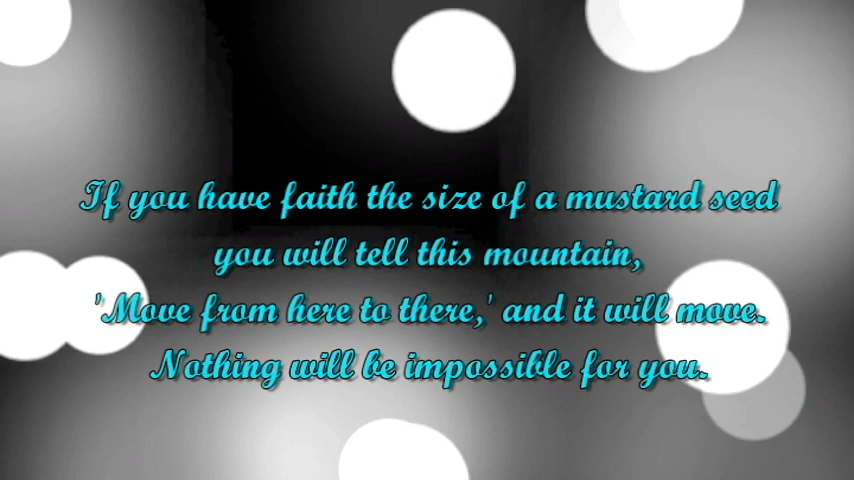 If you have faith the size of a mustard seed
you will tell this mountain,
'Move from here to there,' and it will move.
Nothing will be impossible for you.